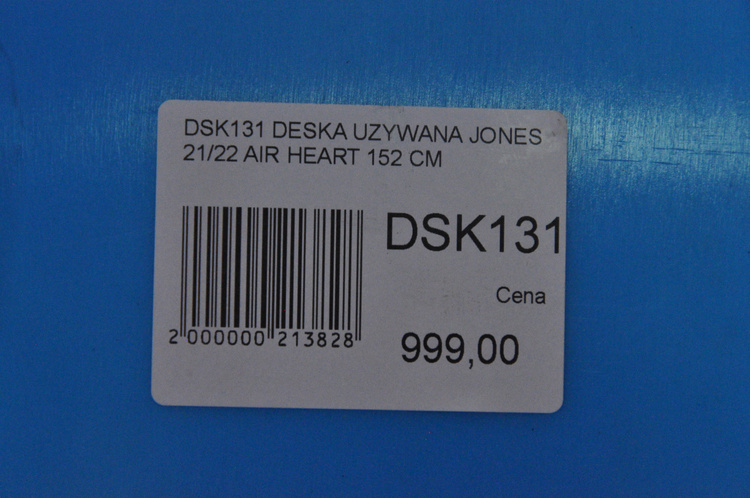 DSK131 DESKA UZYWANA JONES
21/22 AIR HEART 152 CM
DSK131
Cena
2 000000 213828
999,00